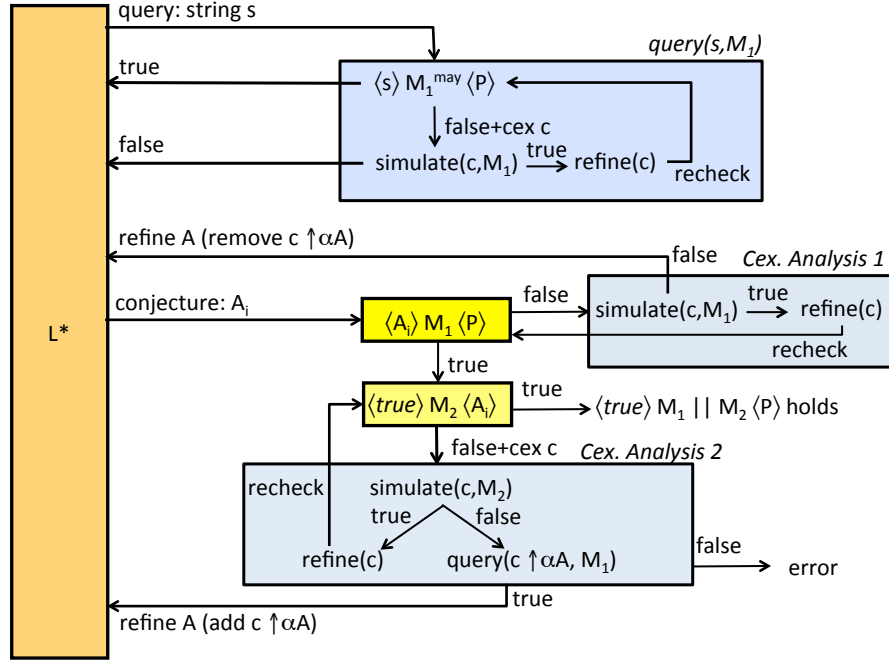 query: string s
query(s,M₁)
true
⟨s⟩ M₁ᵐᵃʸ ⟨P⟩
false+cex c
false
simulate(c,M₁)
true
refine(c)
recheck
refine A (remove c ↑αA)
false
Cex. Analysis 1
conjecture: Aᵢ
false
simulate(c,M₁)
true
refine(c)
⟨Aᵢ⟩ M₁ ⟨P⟩
recheck
L*
true
⟨true⟩ M₂ ⟨Aᵢ⟩
true
⟨true⟩ M₁ || M₂ ⟨P⟩ holds
false+cex c
Cex. Analysis 2
recheck
simulate(c,M₂)
true
false
refine(c)
query(c ↑αA, M₁)
false
error
true
refine A (add c ↑αA)